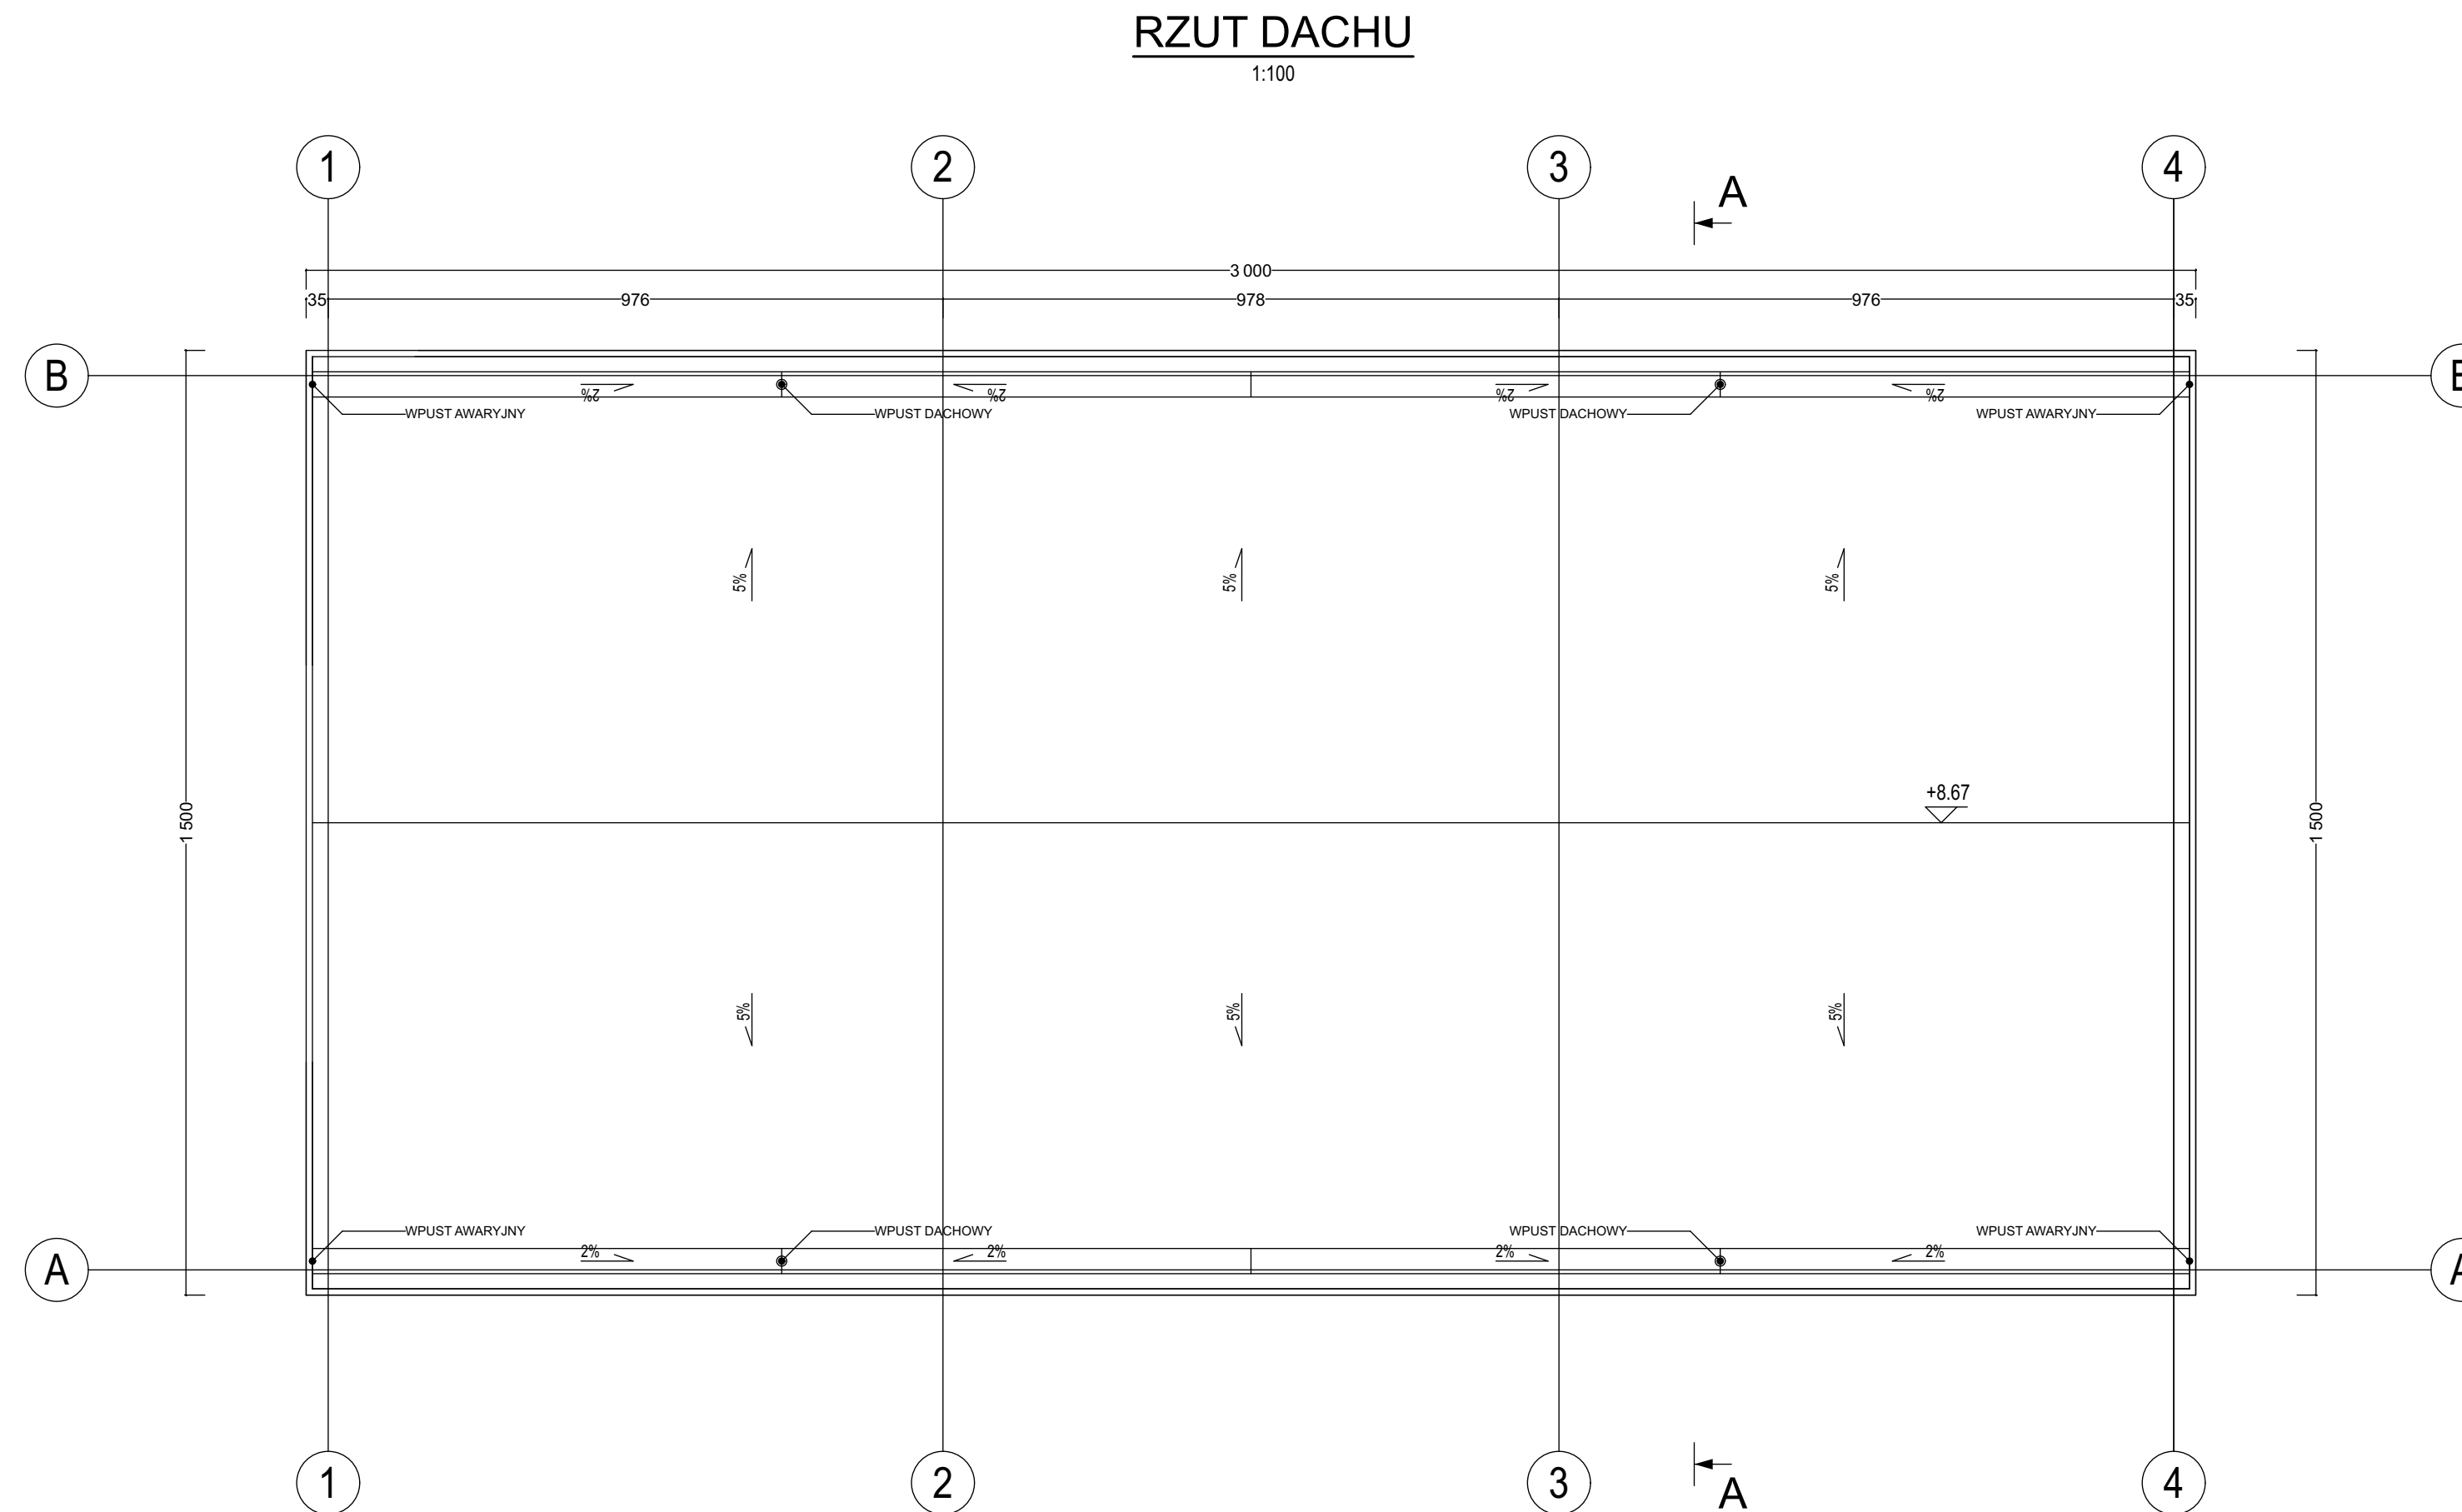 RZUT DACHU
1:100
1 2 3 4
A
3 000
35 976 978 976 35
B
2% 2% 2% 2%
WPUST AWARYJNY WPUST DACHOWY WPUST DACHOWY WPUST AWARYJNY
5% 5% 5%
+8.67
1 500 1 500
5% 5% 5%
WPUST AWARYJNY WPUST DACHOWY WPUST DACHOWY WPUST AWARYJNY
2% 2% 2% 2%
A
1 2 3 4
A